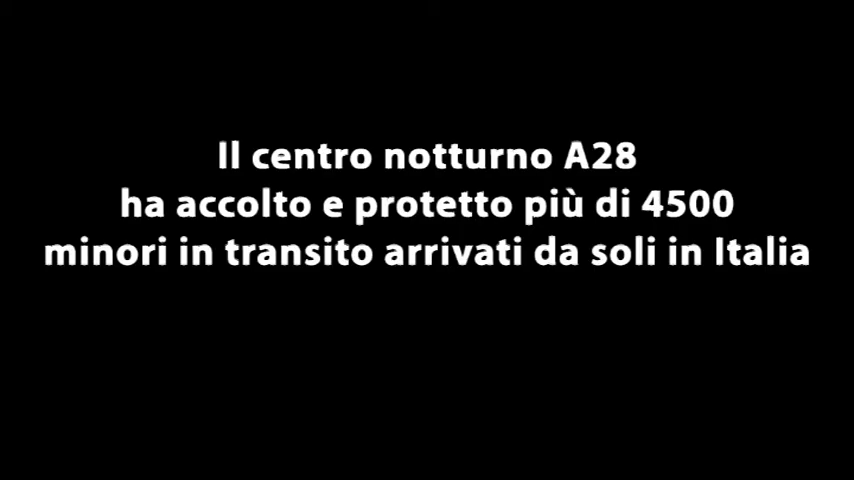 Il centro notturno A28
ha accolto e protetto più di 4500
minori in transito arrivati da soli in Italia